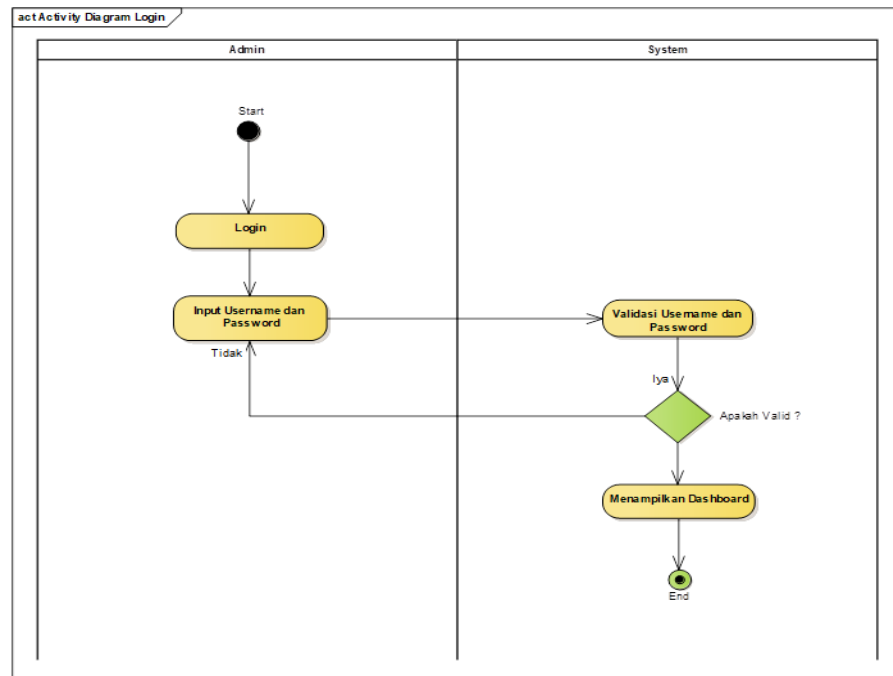 act Activity Diagram Login
Admin
System
Start
Login
Input Username dan
Password
Validasi Username dan
Password
Tidak
Iya
Apakah Valid ?
Menampilkan Dashboard
End